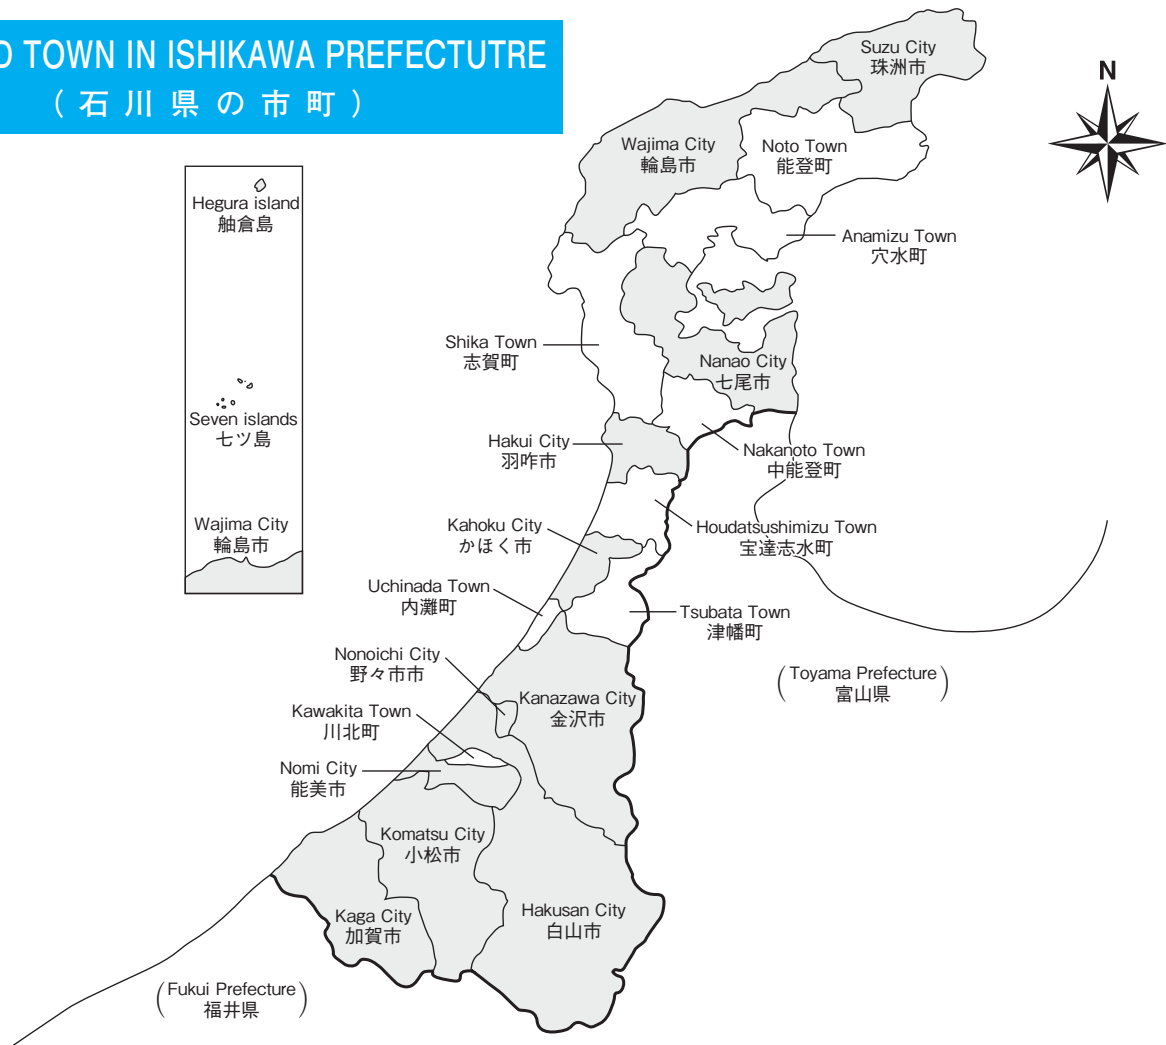 D TOWN IN ISHIKAWA PREFECTUTRE
(石川県の市町)
N
Suzu City
珠洲市
Wajima City
輪島市
Noto Town
能登町
Hegura island
舳倉島
Anamizu Town
穴水町
Shika Town
志賀町
Nanao City
七尾市
Seven islands
七ツ島
Hakui City
羽咋市
Nakanoto Town
中能登町
Wajima City
輪島市
Kahoku City
かほく市
Houdatsushimizu Town
宝達志水町
Uchinada Town
内灘町
Tsubata Town
津幡町
Nonoichi City
野々市市
(Toyama Prefecture)
富山県
Kanazawa City
金沢市
Kawakita Town
川北町
Nomi City
能美市
Komatsu City
小松市
Kaga City
加賀市
Hakusan City
白山市
(Fukui Prefecture)
福井県